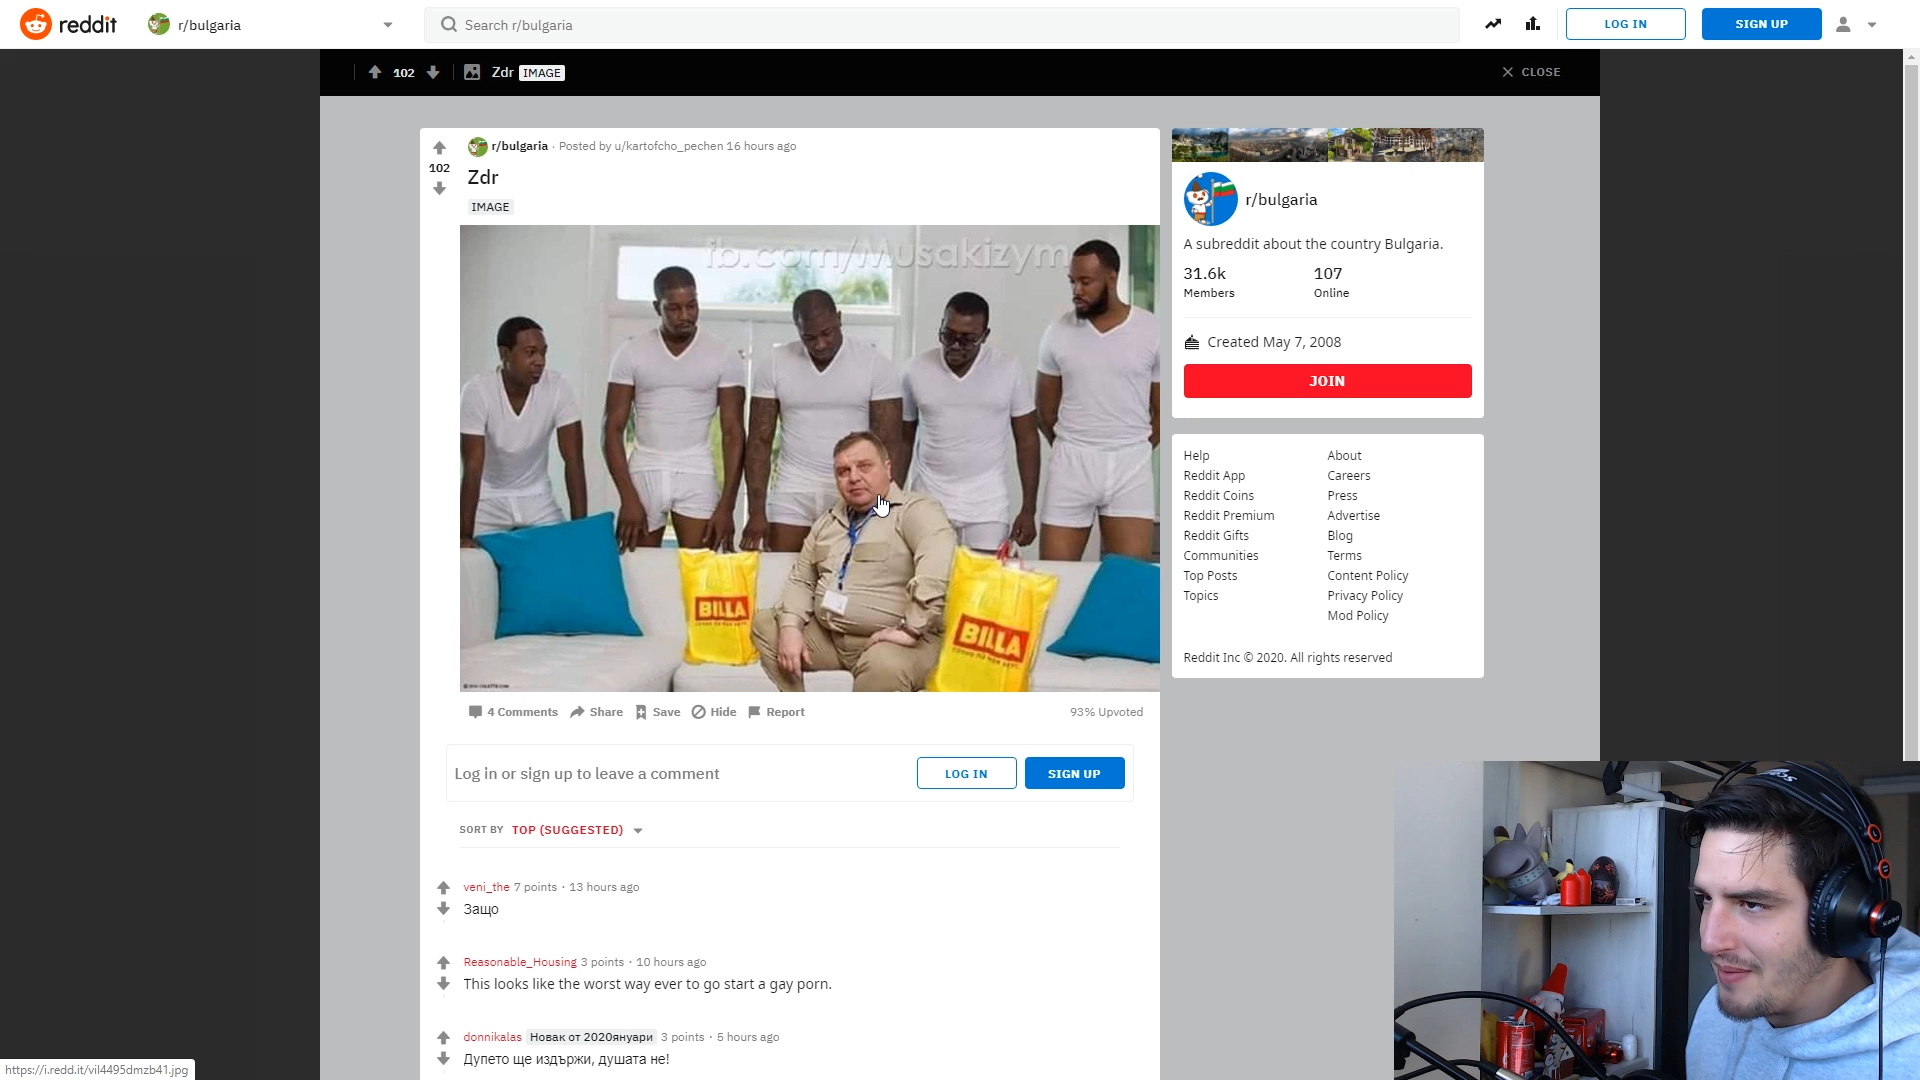 reddit
r/bulgaria
Search r/bulgaria
LOG IN
SIGN UP
102
Zdr IMAGE
CLOSE
r/bulgaria · Posted by u/kartofcho_pechen 16 hours ago
102
Zdr
IMAGE
fb.com/Musakizym
BILLA
BILLA
4 Comments Share Save Hide Report
93% Upvoted
Log in or sign up to leave a comment
LOG IN
SIGN UP
SORT BY TOP (SUGGESTED)
veni_the 7 points · 13 hours ago
Защо
Reasonable_Housing 3 points · 10 hours ago
This looks like the worst way ever to go start a gay porn.
donnikalas Новак от 2020януари 3 points · 5 hours ago
Дупето ще издържи, душата не!
r/bulgaria
A subreddit about the country Bulgaria.
31.6k
Members
107
Online
Created May 7, 2008
JOIN
Help
Reddit App
Reddit Coins
Reddit Premium
Reddit Gifts
Communities
Top Posts
Topics
About
Careers
Press
Advertise
Blog
Terms
Content Policy
Privacy Policy
Mod Policy
Reddit Inc © 2020. All rights reserved
https://i.redd.it/vil4495dmzb41.jpg